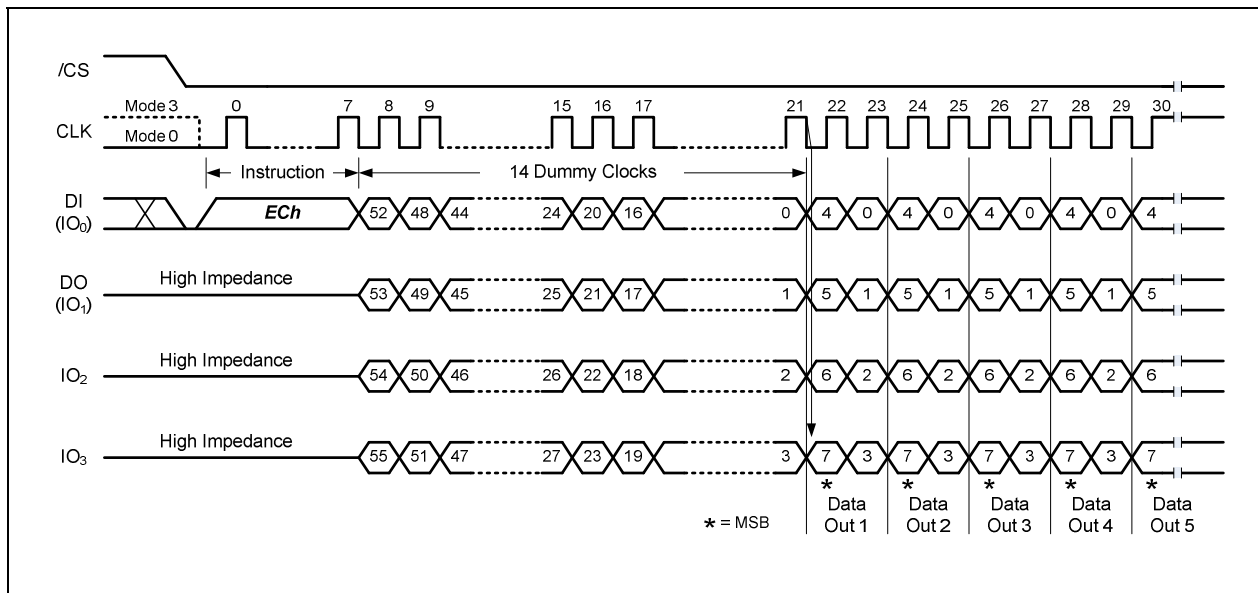 /CS
Mode 3 0 7 8 9 15 16 17 21 22 23 24 25 26 27 28 29 30
CLK Mode 0
Instruction 14 Dummy Clocks
DI (IO0) ECh 52 48 44 24 20 16 0 4 0 4 0 4 0 4 0 4
DO (IO1) High Impedance 53 49 45 25 21 17 1 5 1 5 1 5 1 5 1 5
IO2 High Impedance 54 50 46 26 22 18 2 6 2 6 2 6 2 6 2 6
IO3 High Impedance 55 51 47 27 23 19 3 7 3 7 3 7 3 7 3 7
* * * * *
* = MSB
Data Out 1
Data Out 2
Data Out 3
Data Out 4
Data Out 5